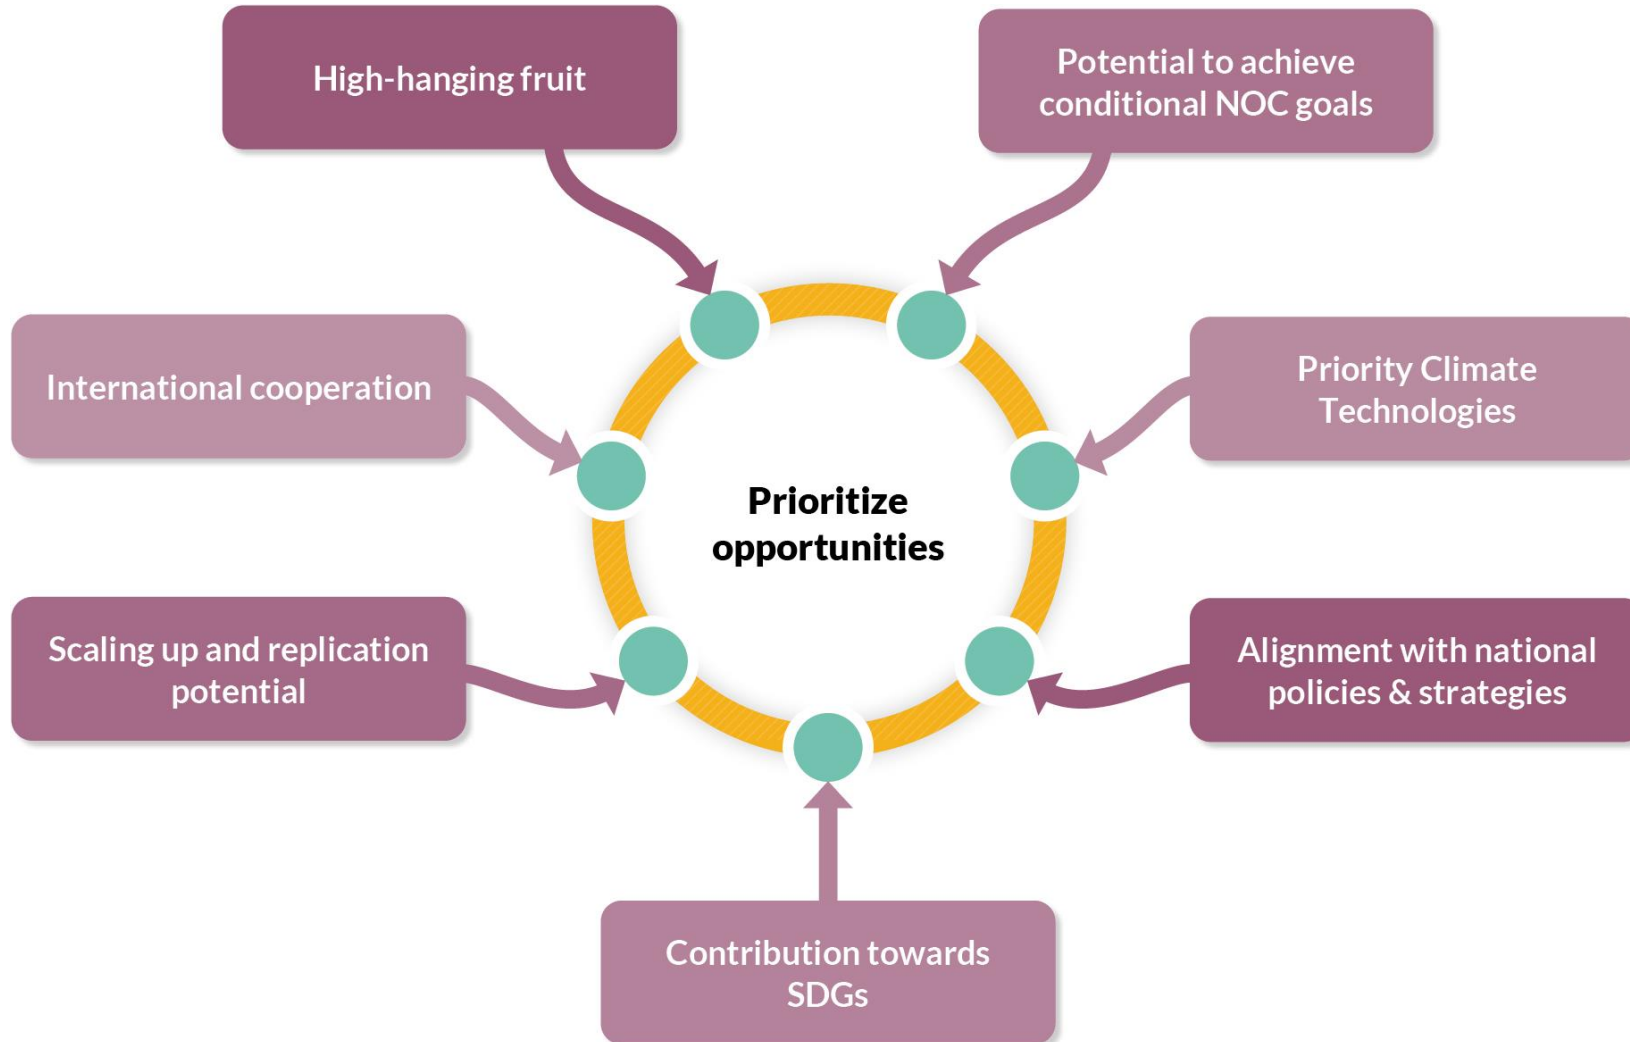 High-hanging fruit
Potential to achieve
conditional NOC goals
International cooperation
Priority Climate
Technologies
Prioritize
opportunities
Scaling up and replication
potential
Alignment with national
policies & strategies
Contribution towards
SDGs